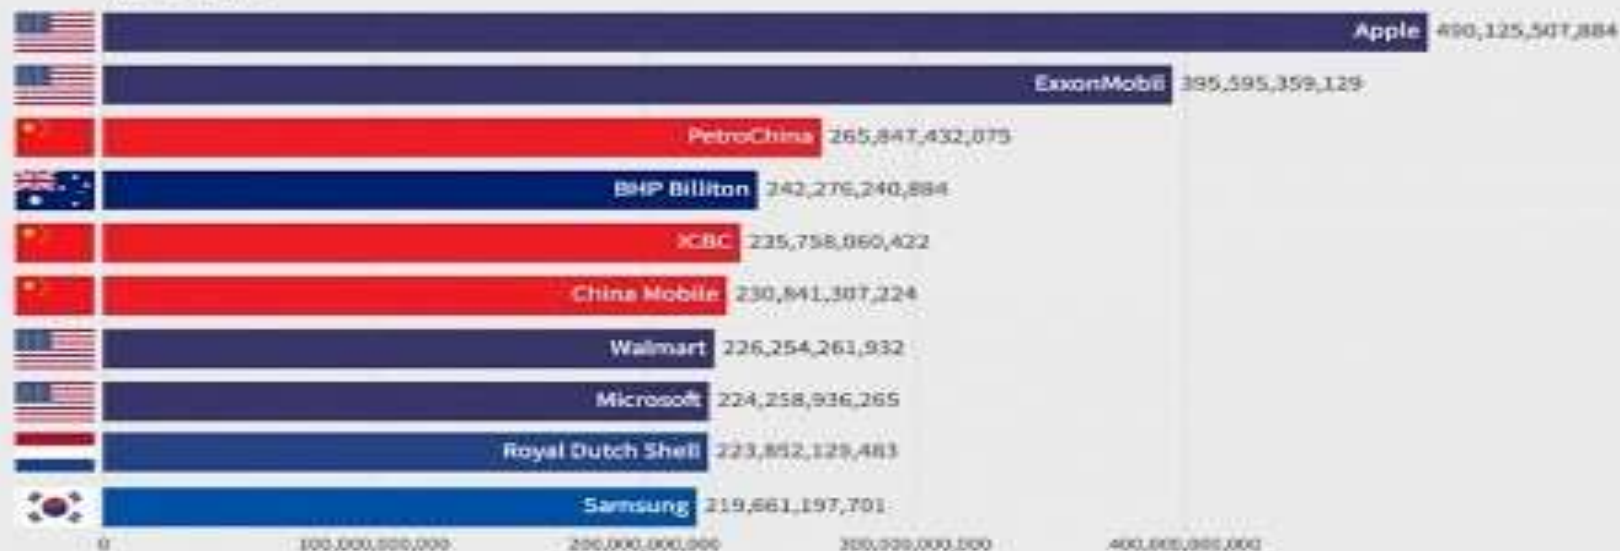 Apple 490,125,507,884
ExxonMobil 395,595,359,129
PetroChina 265,847,432,075
BHP Billiton 242,276,240,884
ICBC 235,758,060,422
China Mobile 230,841,307,224
Walmart 226,254,261,932
Microsoft 224,258,936,265
Royal Dutch Shell 223,852,129,483
Samsung 219,661,197,701
0 100,000,000,000 200,000,000,000 300,000,000,000 400,000,000,000